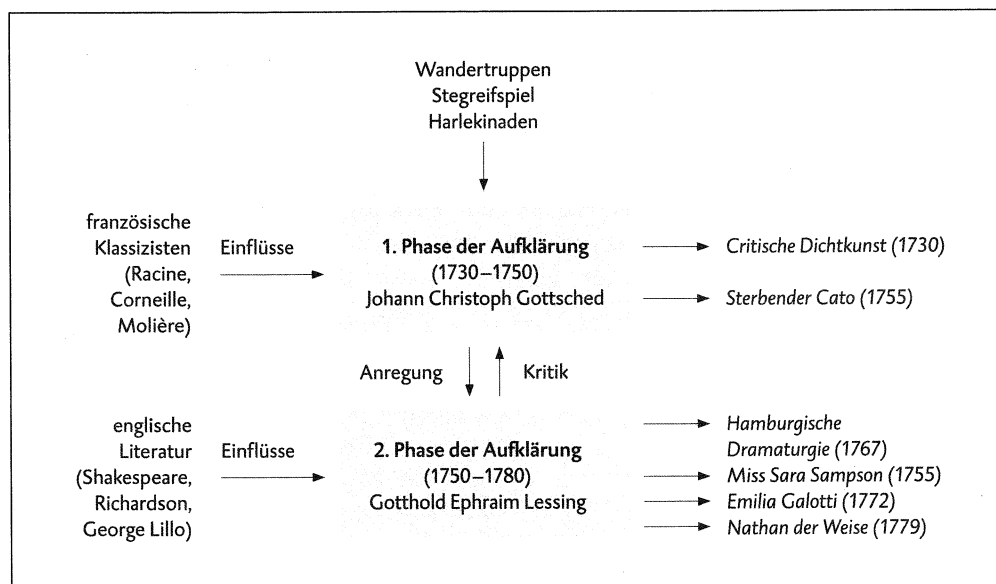 Wandertruppen
Stegreifspiel
Harlekinaden
französische
Klassizisten
(Racine,
Corneille,
Molière)
Einflüsse
1. Phase der Aufklärung
(1730–1750)
Johann Christoph Gottsched
Critische Dichtkunst (1730)
Sterbender Cato (1755)
Anregung
Kritik
englische
Literatur
(Shakespeare,
Richardson,
George Lillo)
Einflüsse
2. Phase der Aufklärung
(1750–1780)
Gotthold Ephraim Lessing
Hamburgische
Dramaturgie (1767)
Miss Sara Sampson (1755)
Emilia Galotti (1772)
Nathan der Weise (1779)